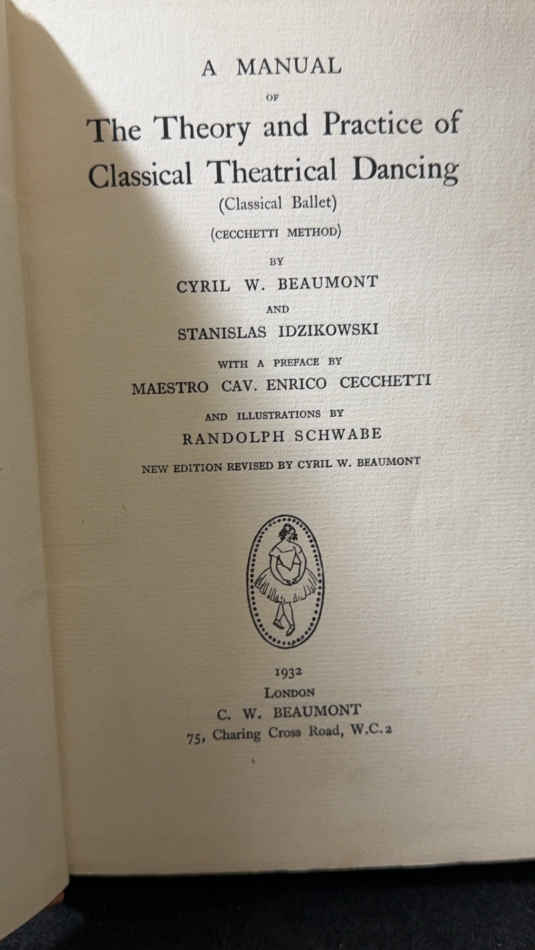 A MANUAL
OF
The Theory and Practice of
Classical Theatrical Dancing
(Classical Ballet)
(CECCHETTI METHOD)
BY
CYRIL W. BEAUMONT
AND
STANISLAS IDZIKOWSKI
WITH A PREFACE BY
MAESTRO CAV. ENRICO CECCHETTI
AND ILLUSTRATIONS BY
RANDOLPH SCHWABE
NEW EDITION REVISED BY CYRIL W. BEAUMONT
1932
LONDON
C. W. BEAUMONT
75, Charing Cross Road, W.C.2